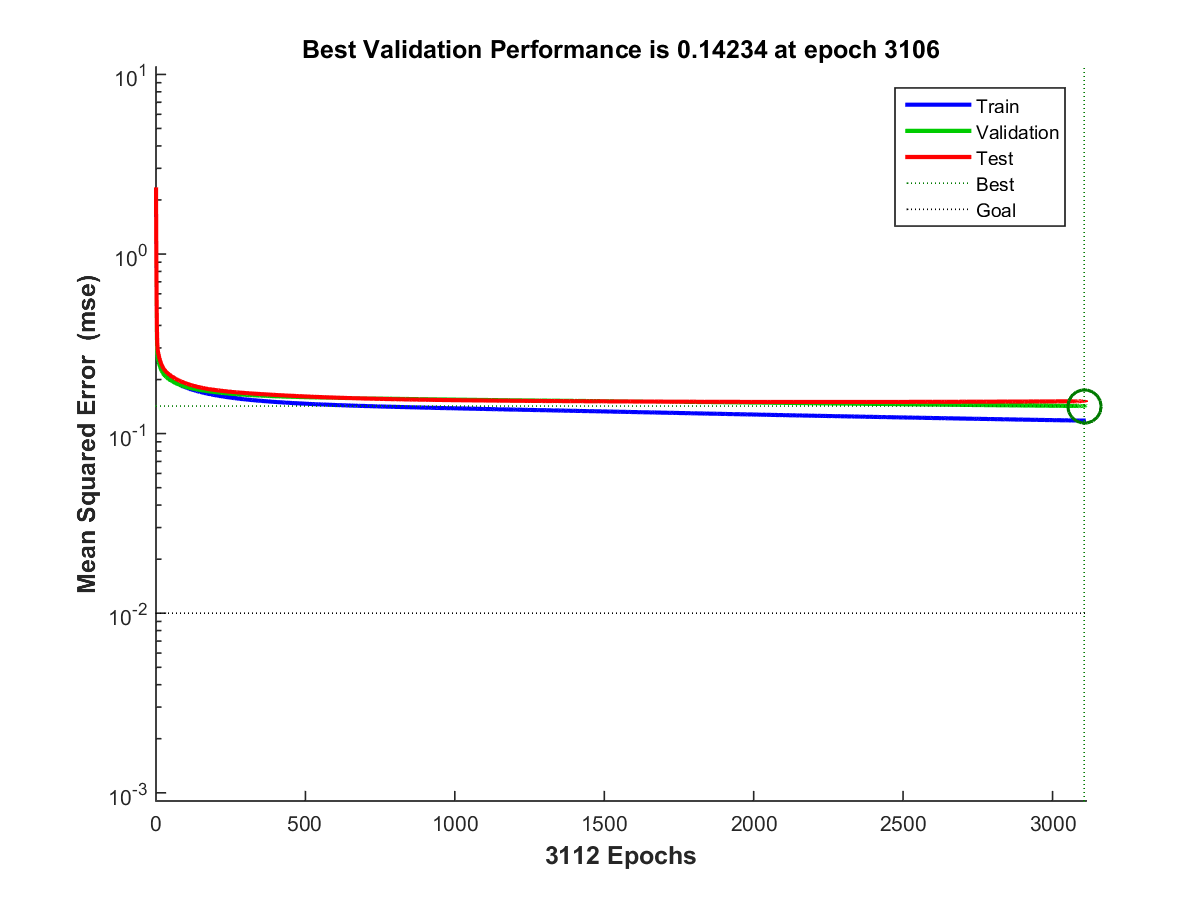 Best Validation Performance is 0.14234 at epoch 3106
10^1
10^0
10^-1
10^-2
10^-3
Mean Squared Error  (mse)
Train
Validation
Test
Best
Goal
0 500 1000 1500 2000 2500 3000
3112 Epochs